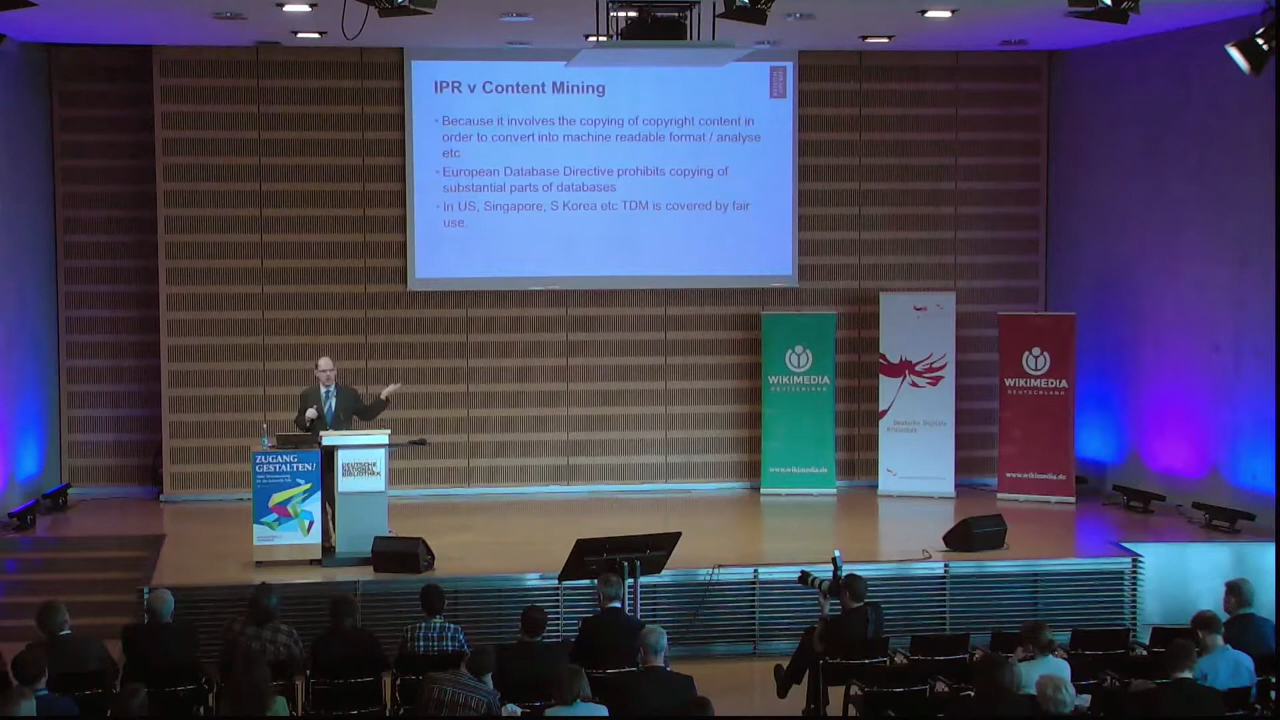 IPR v Content Mining
Because it involves the copying of copyright content in
order to convert into machine readable format / analyse
etc
European Database Directive prohibits copying of
substantial parts of databases
In US, Singapore, S Korea etc TDM is covered by fair
use.
WIKIMEDIA
DEUTSCHLAND
www.wikimedia.de
Deutsche Digitale
Bibliothek
WIKIMEDIA
DEUTSCHLAND
www.wikimedia.de
ZUGANG
GESTALTEN!
DEUTSCHE
NATIONAL
BIBLIOTHEK